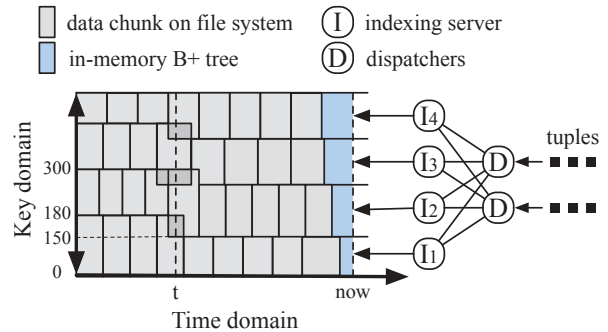 data chunk on file system
I indexing server
in-memory B+ tree
D dispatchers
Key domain
300
180
150
0
I4
I3
I2
I1
D
D
tuples
t
now
Time domain